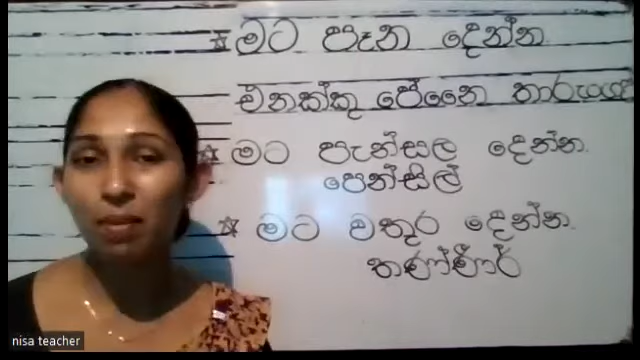 ☆ මට පෑන දෙන්න
එනක්කු පේනෛ තාරුංගෝ
☆ මට පැන්සල දෙන්න.
පෙන්සිල්
☆ මට වතුර දෙන්න.
තණ්ණීර්
nisa teacher